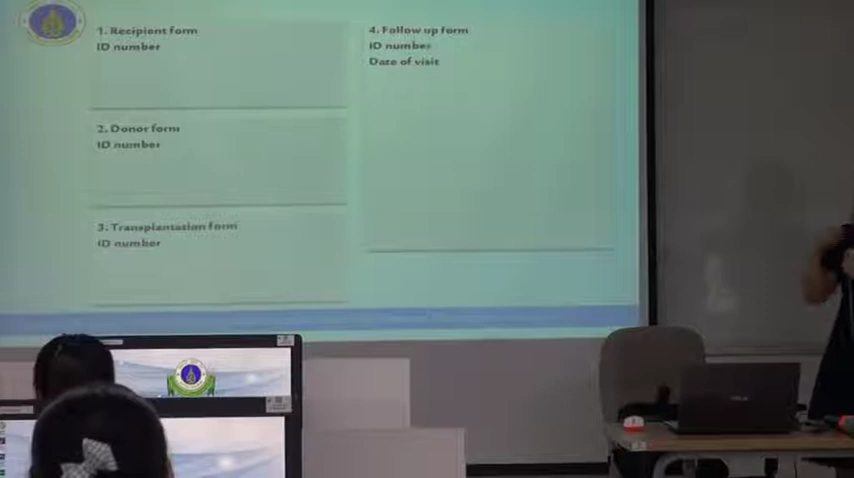 1. Recipient form
ID number
2. Donor form
ID number
3. Transplantation form
ID number
4. Follow up form
ID number
Date of visit
ASUS